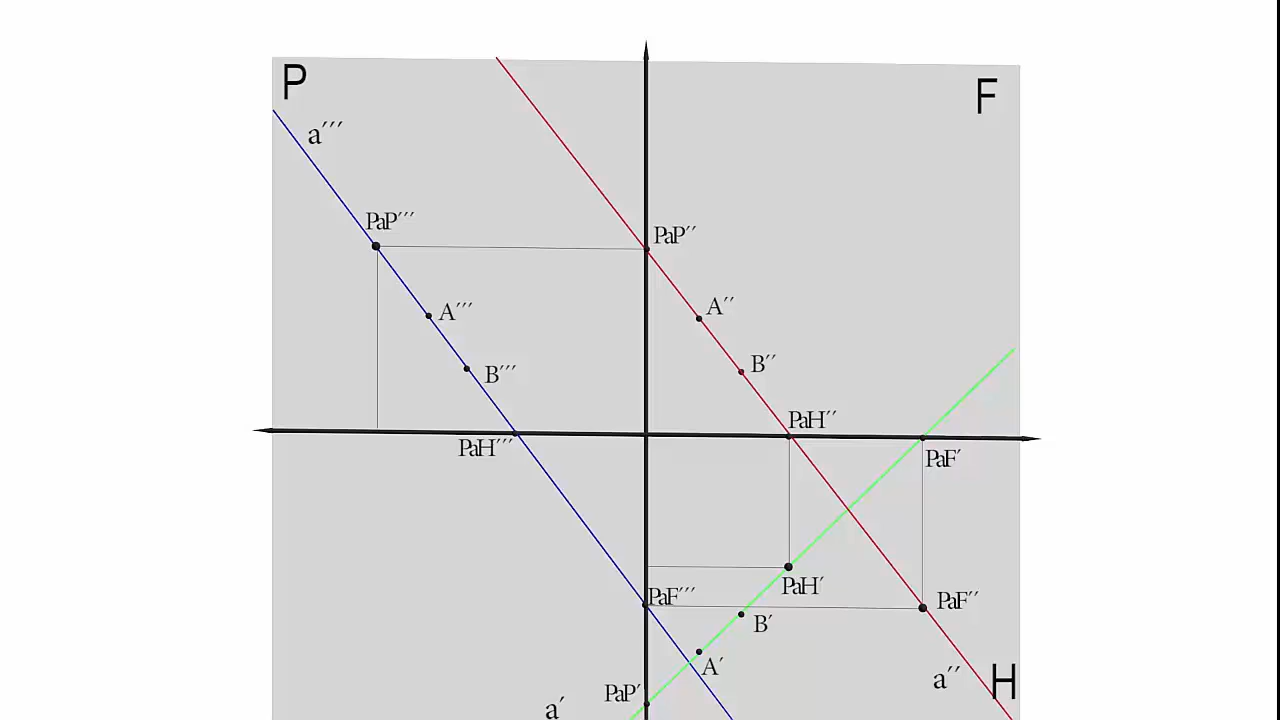 P
F
a′′′
PaP′′′
PaP′′
A′′′
A′′
B′′
B′′′
PaH′′
PaH′′′
PaF′
PaH′
PaF′′′
PaF′′
B′
A′
a′′
H
PaP′
a′